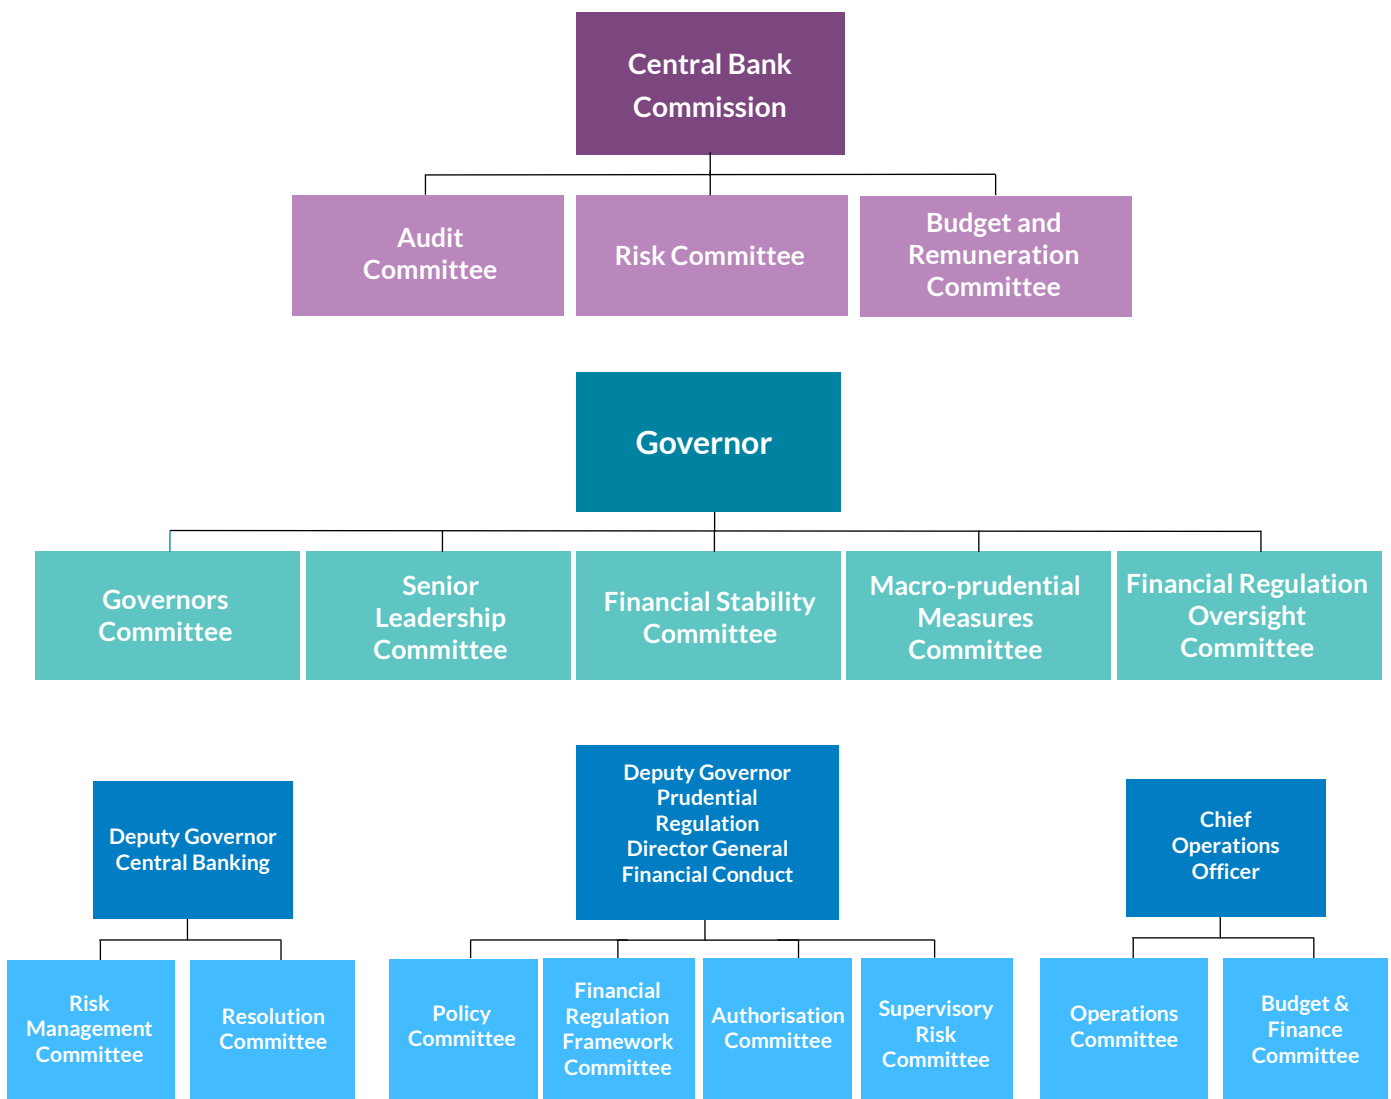 Central Bank
Commission
Audit
Committee
Risk Committee
Budget and
Remuneration
Committee
Governor
Governors
Committee
Senior
Leadership
Committee
Financial Stability
Committee
Macro-prudential
Measures
Committee
Financial Regulation
Oversight
Committee
Deputy Governor
Central Banking
Deputy Governor
Prudential
Regulation
Director General
Financial Conduct
Chief
Operations
Officer
Risk
Management
Committee
Resolution
Committee
Policy
Committee
Financial
Regulation
Framework
Committee
Authorisation
Committee
Supervisory
Risk
Committee
Operations
Committee
Budget &
Finance
Committee